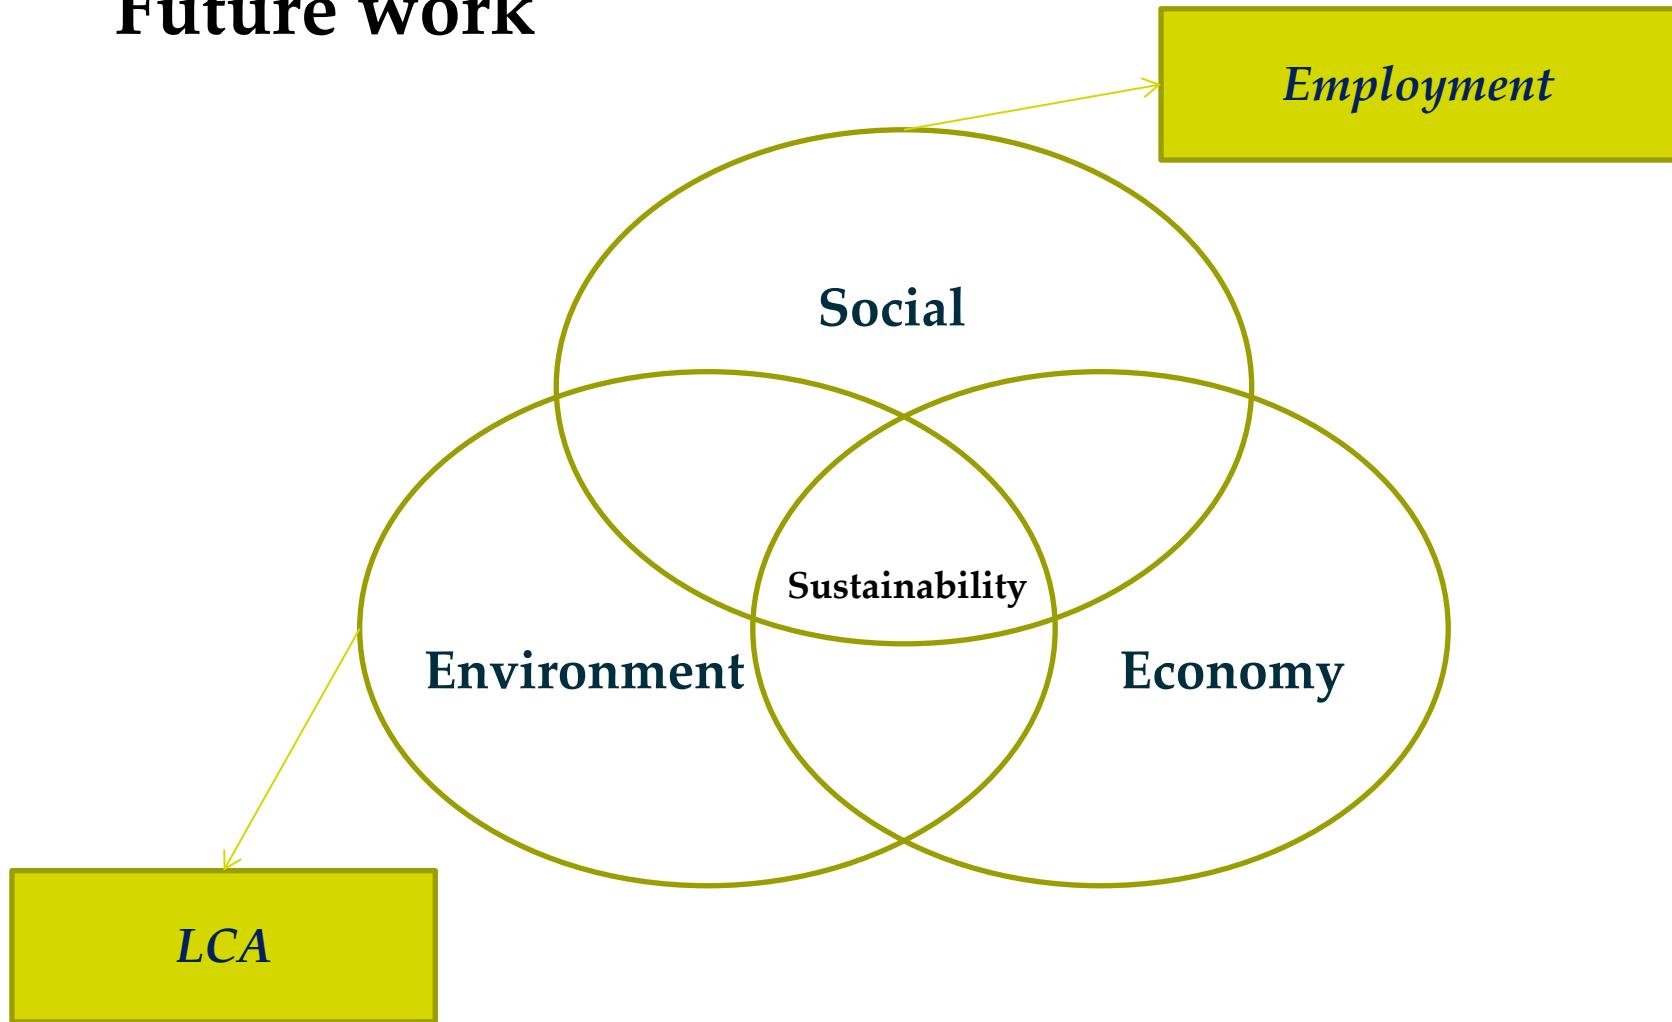 Future work
Employment
Social
Sustainability
Environment
Economy
LCA